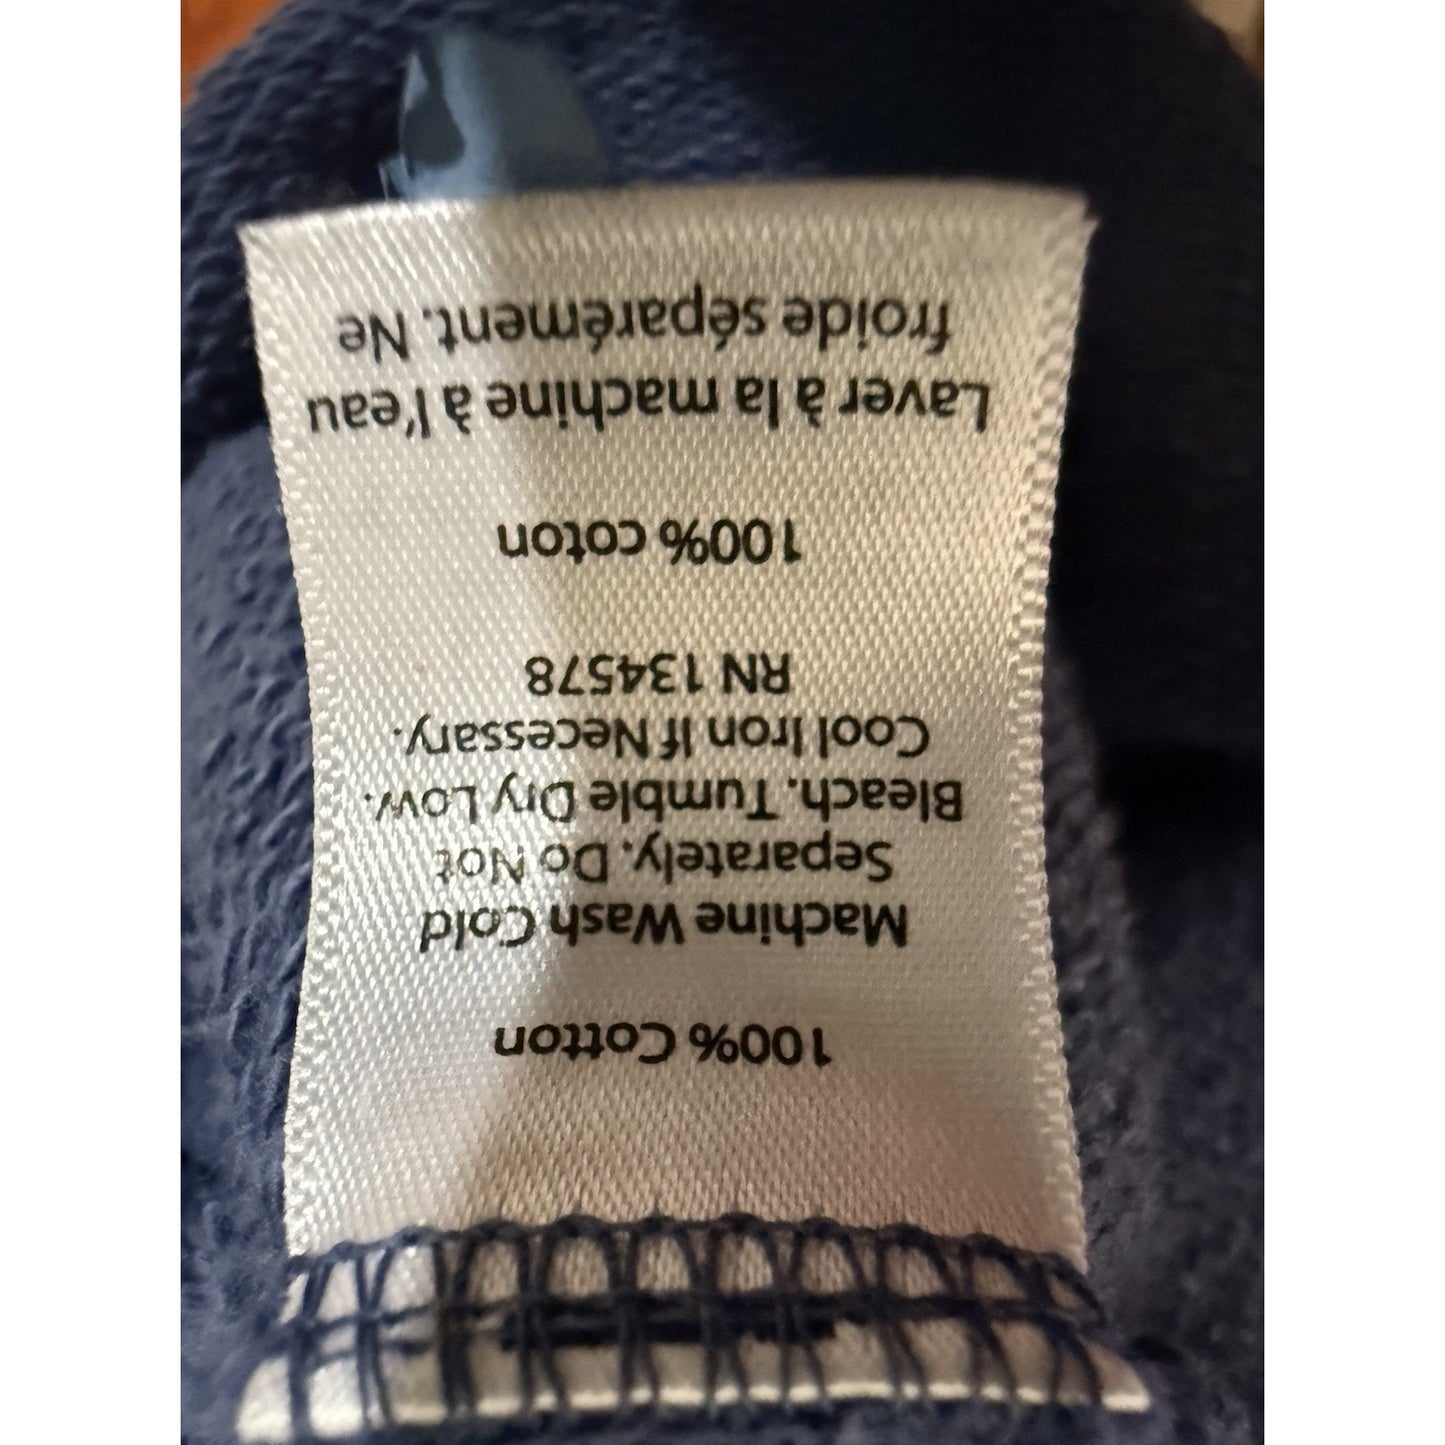 100% Cotton
Machine Wash Cold
Separately. Do Not
Bleach. Tumble Dry Low.
Cool Iron If Necessary.
RN 134578
100% coton
Laver à la machine à l'eau
froide séparément. Ne